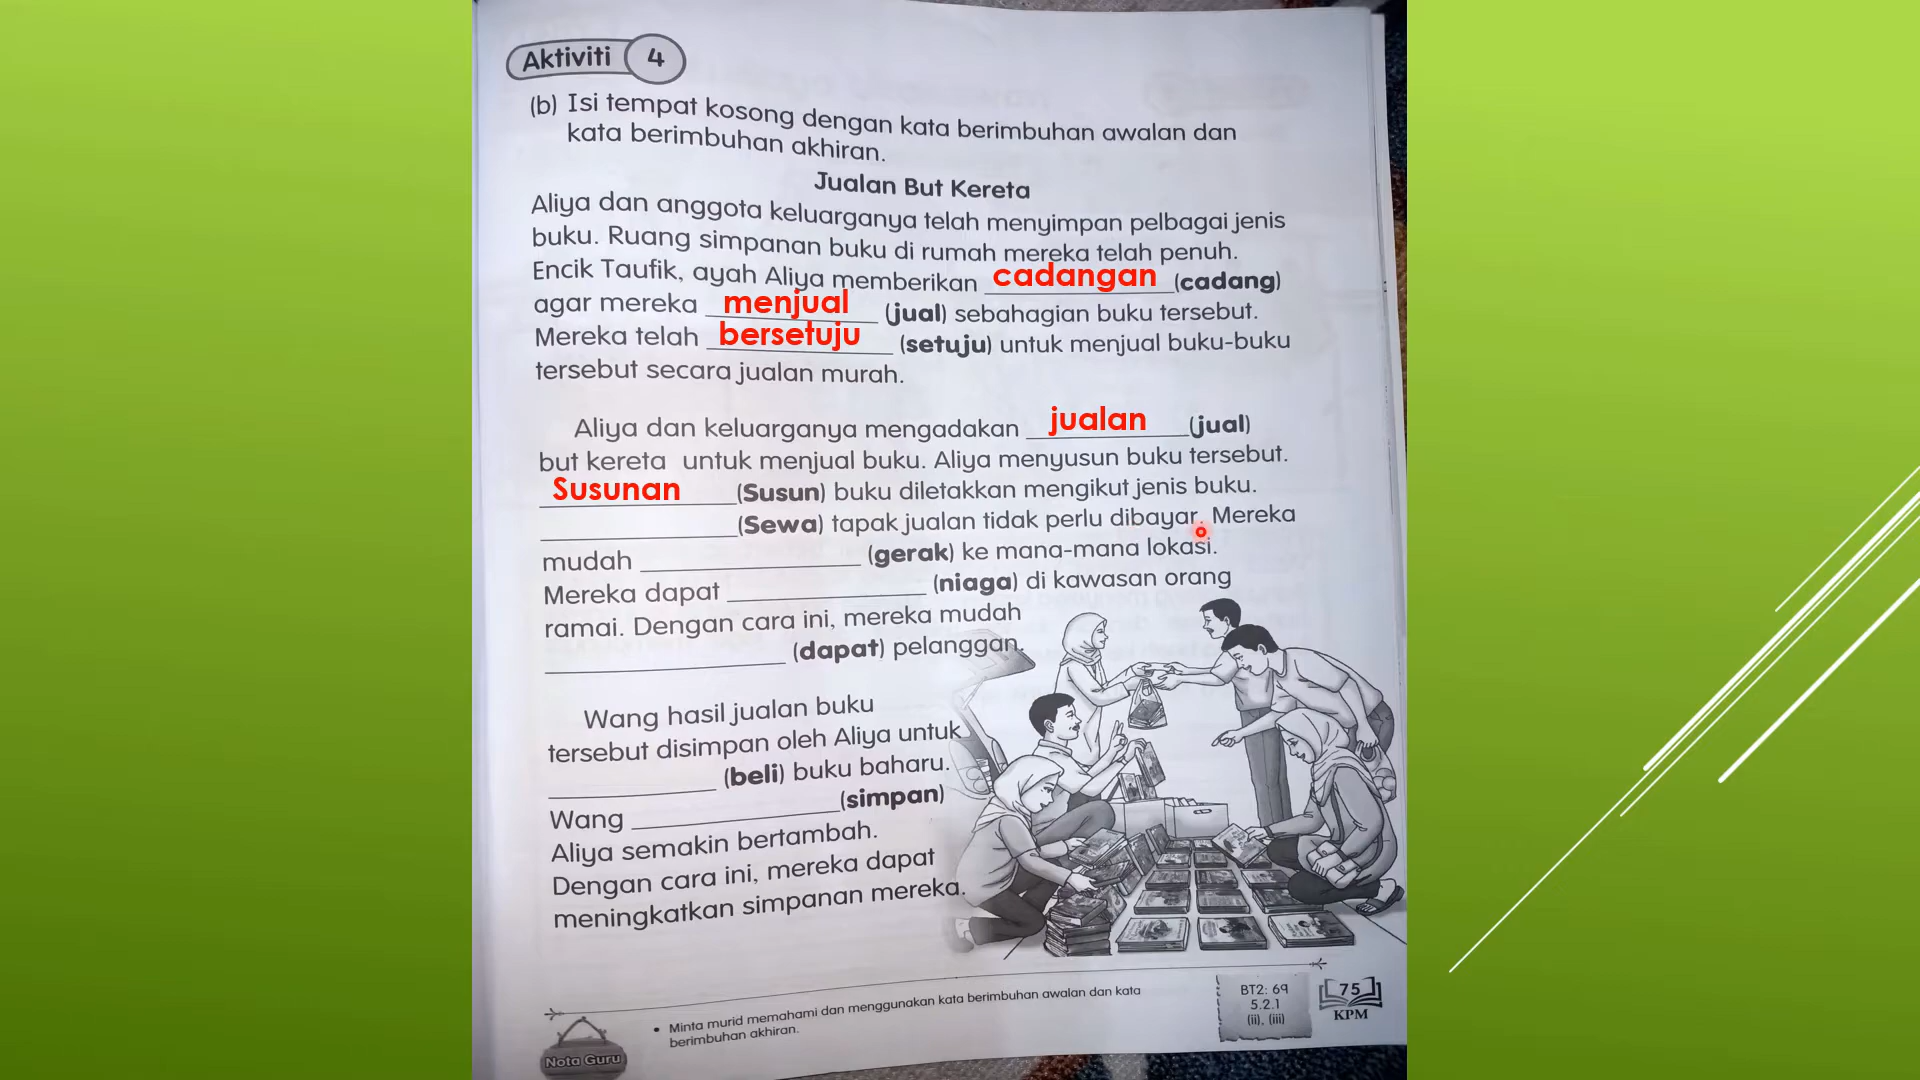 Aktiviti 4
(b) Isi tempat kosong dengan kata berimbuhan awalan dan
kata berimbuhan akhiran.
Jualan But Kereta
Aliya dan anggota keluarganya telah menyimpan pelbagai jenis
buku. Ruang simpanan buku di rumah mereka telah penuh.
Encik Taufik, ayah Aliya memberikan cadangan (cadang)
agar mereka menjual (jual) sebahagian buku tersebut.
Mereka telah bersetuju (setuju) untuk menjual buku-buku
tersebut secara jualan murah.
Aliya dan keluarganya mengadakan jualan (jual)
but kereta untuk menjual buku. Aliya menyusun buku tersebut.
Susunan (Susun) buku diletakkan mengikut jenis buku.
____________ (Sewa) tapak jualan tidak perlu dibayar. Mereka
mudah ____________ (gerak) ke mana-mana lokasi.
Mereka dapat ____________ (niaga) di kawasan orang
ramai. Dengan cara ini, mereka mudah
____________ (dapat) pelanggan.
Wang hasil jualan buku
tersebut disimpan oleh Aliya untuk
____________ (beli) buku baharu.
Wang ____________ (simpan)
Aliya semakin bertambah.
Dengan cara ini, mereka dapat
meningkatkan simpanan mereka.
Nota Guru
• Minta murid memahami dan menggunakan kata berimbuhan awalan dan kata
berimbuhan akhiran.
BT2: 69
5.2.1
(ii), (iii)
75
KPM